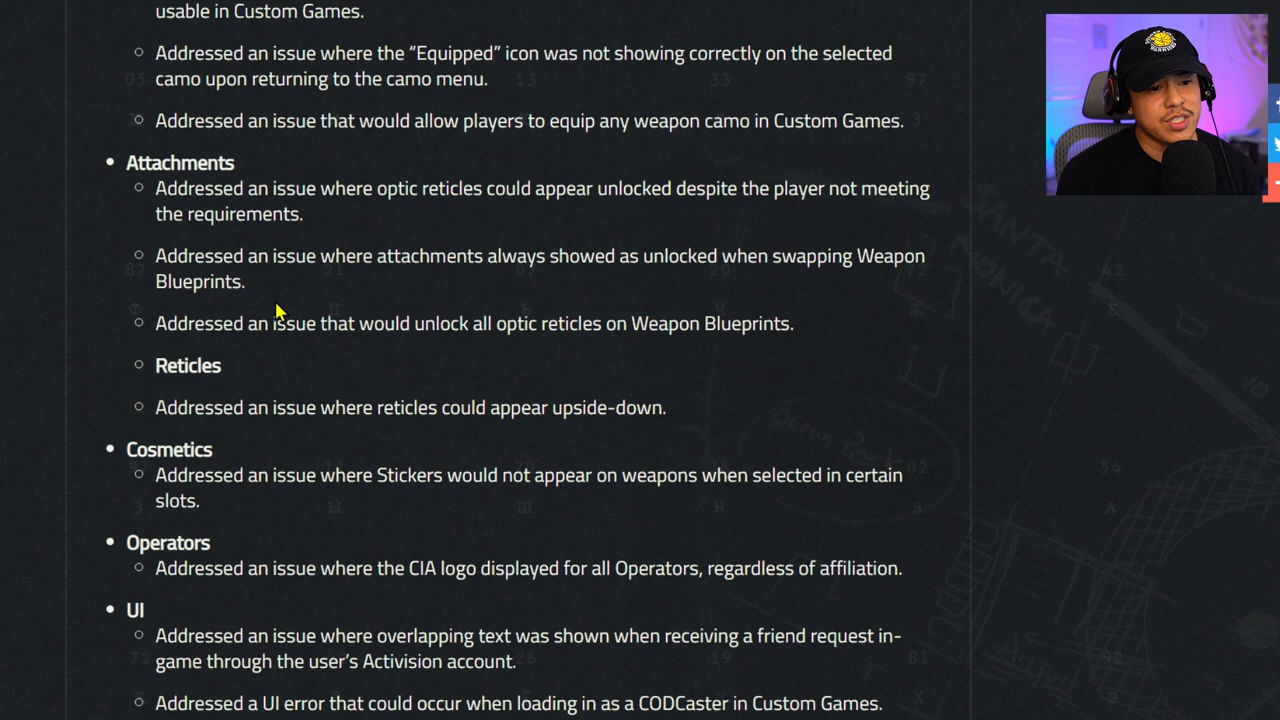 usable in Custom Games.
Addressed an issue where the “Equipped” icon was not showing correctly on the selected
camo upon returning to the camo menu.
Addressed an issue that would allow players to equip any weapon camo in Custom Games.
Attachments
Addressed an issue where optic reticles could appear unlocked despite the player not meeting
the requirements.
Addressed an issue where attachments always showed as unlocked when swapping Weapon
Blueprints.
Addressed an issue that would unlock all optic reticles on Weapon Blueprints.
Reticles
Addressed an issue where reticles could appear upside-down.
Cosmetics
Addressed an issue where Stickers would not appear on weapons when selected in certain
slots.
Operators
Addressed an issue where the CIA logo displayed for all Operators, regardless of affiliation.
UI
Addressed an issue where overlapping text was shown when receiving a friend request in-
game through the user’s Activision account.
Addressed a UI error that could occur when loading in as a CODCaster in Custom Games.
SANTA
MONICA